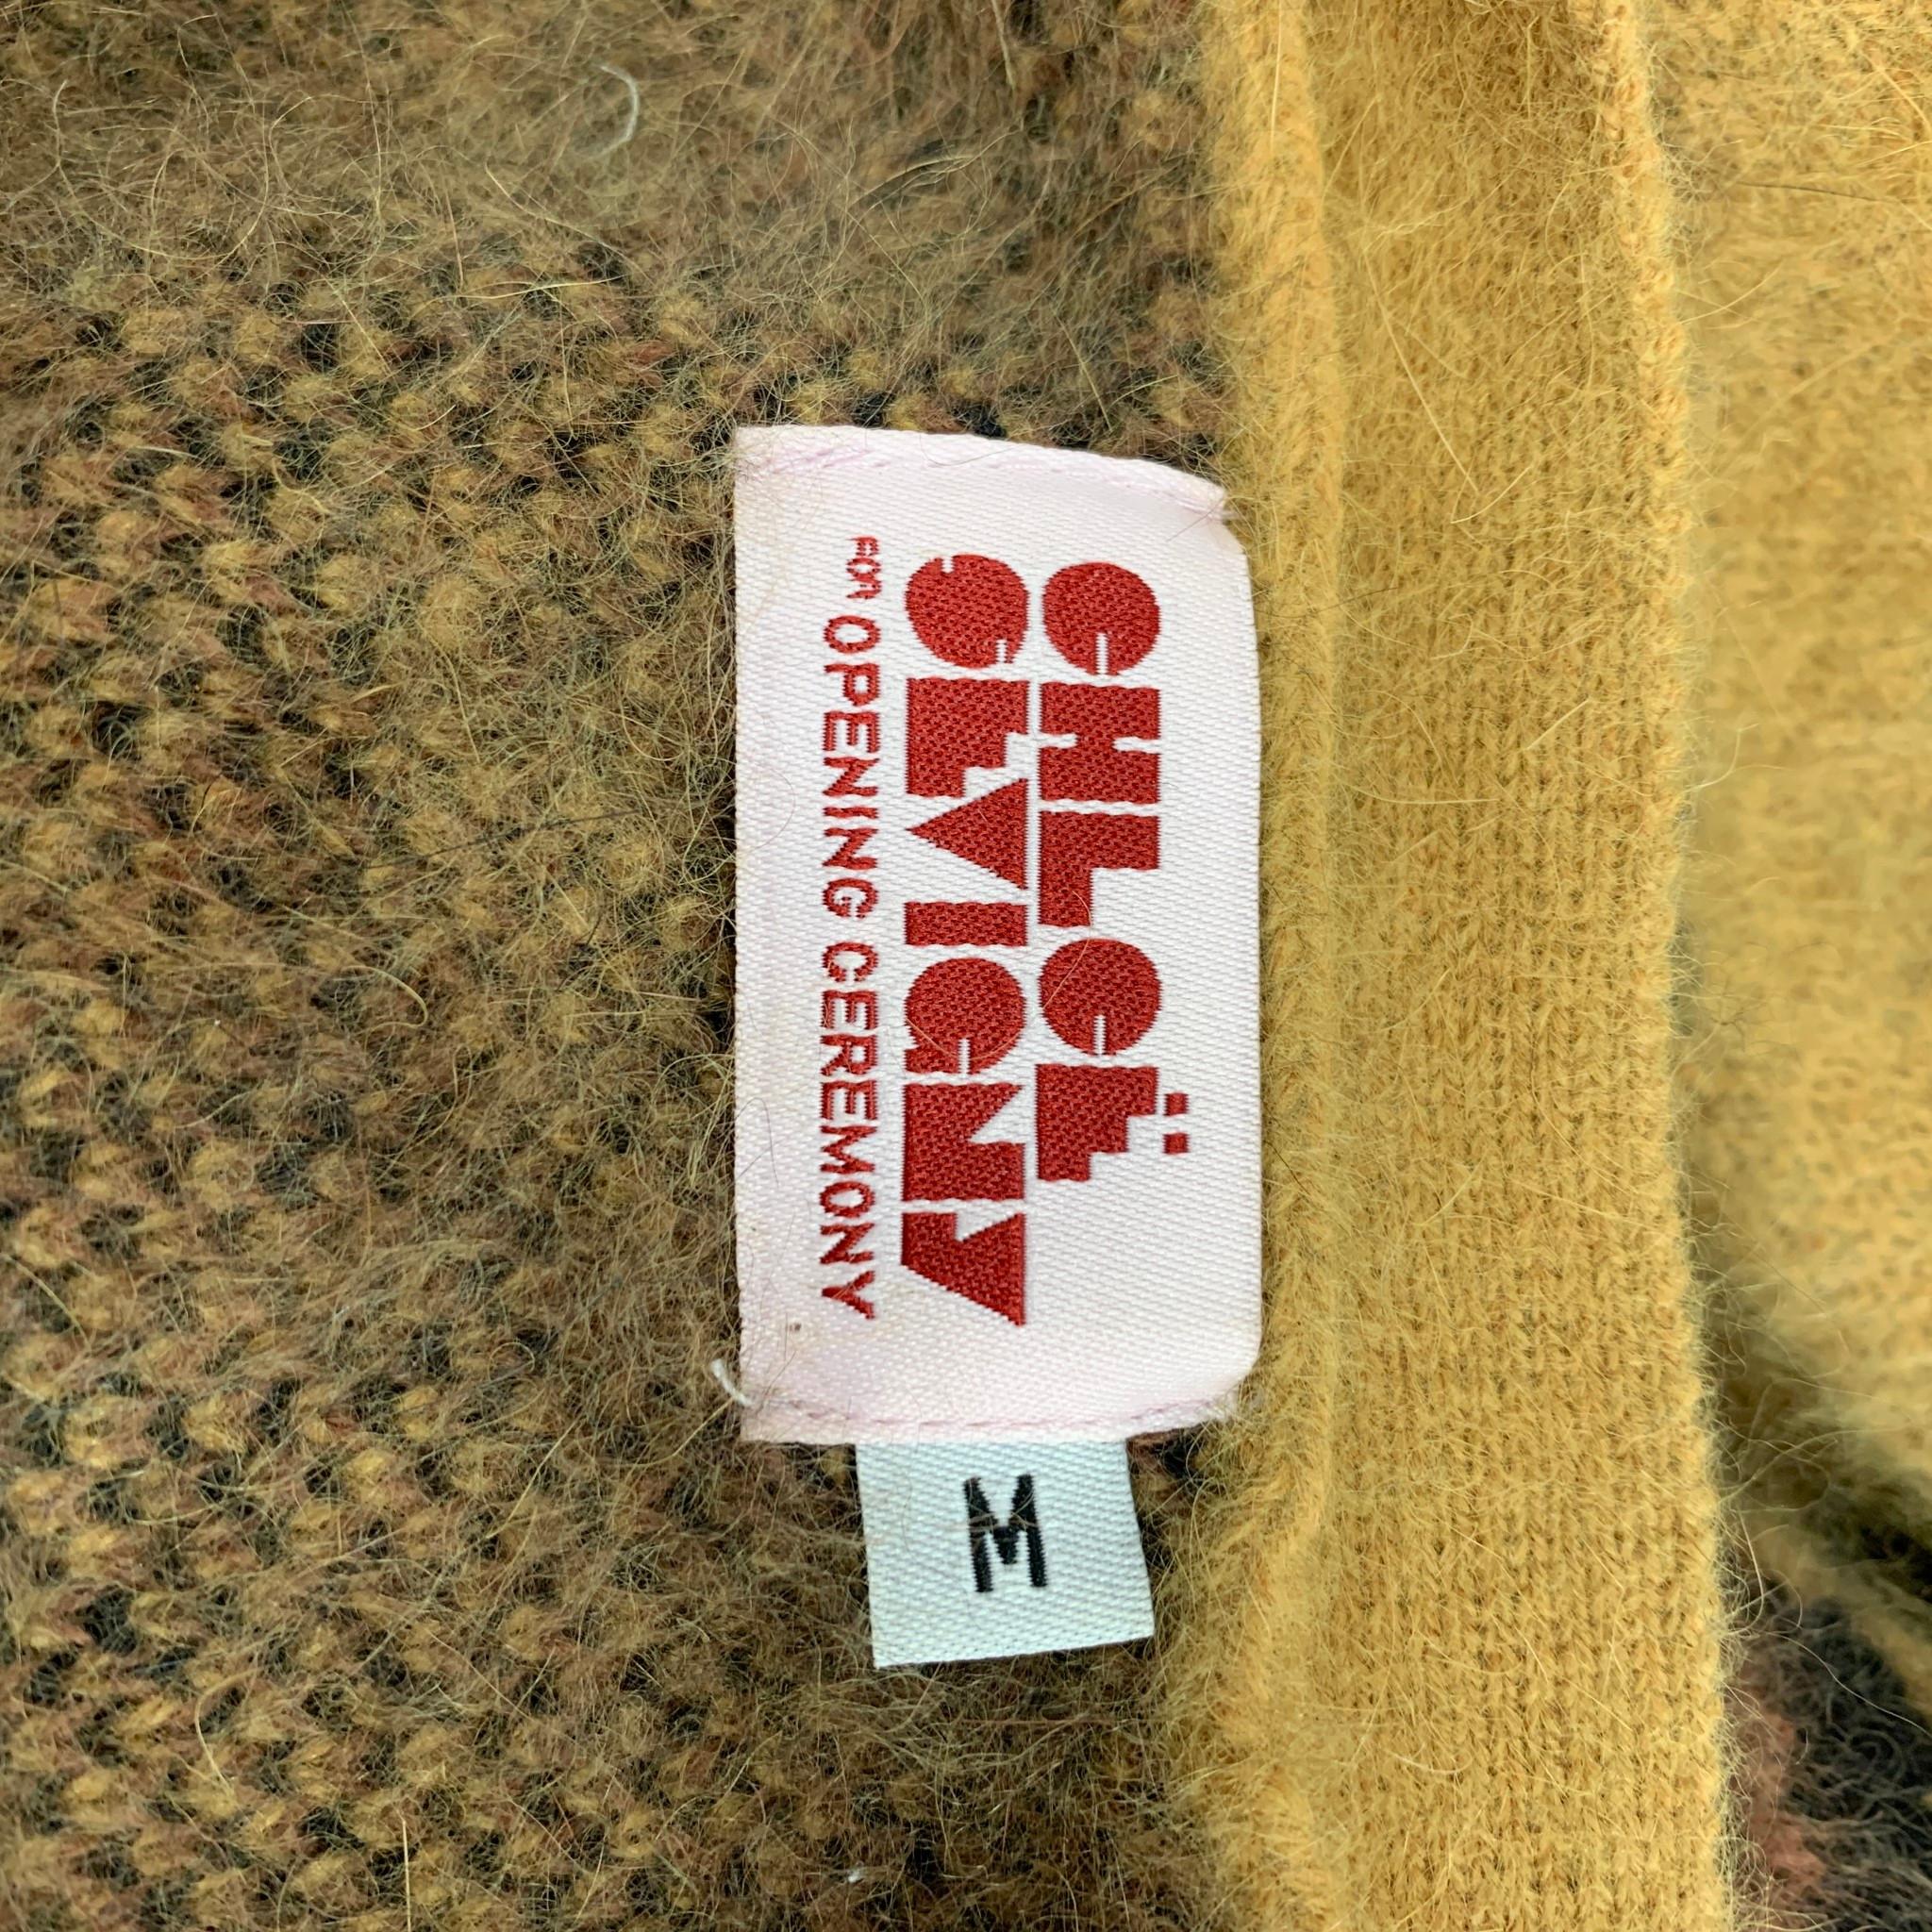 CHLOË
SEVIGNY
FOR OPENING CEREMONY
M